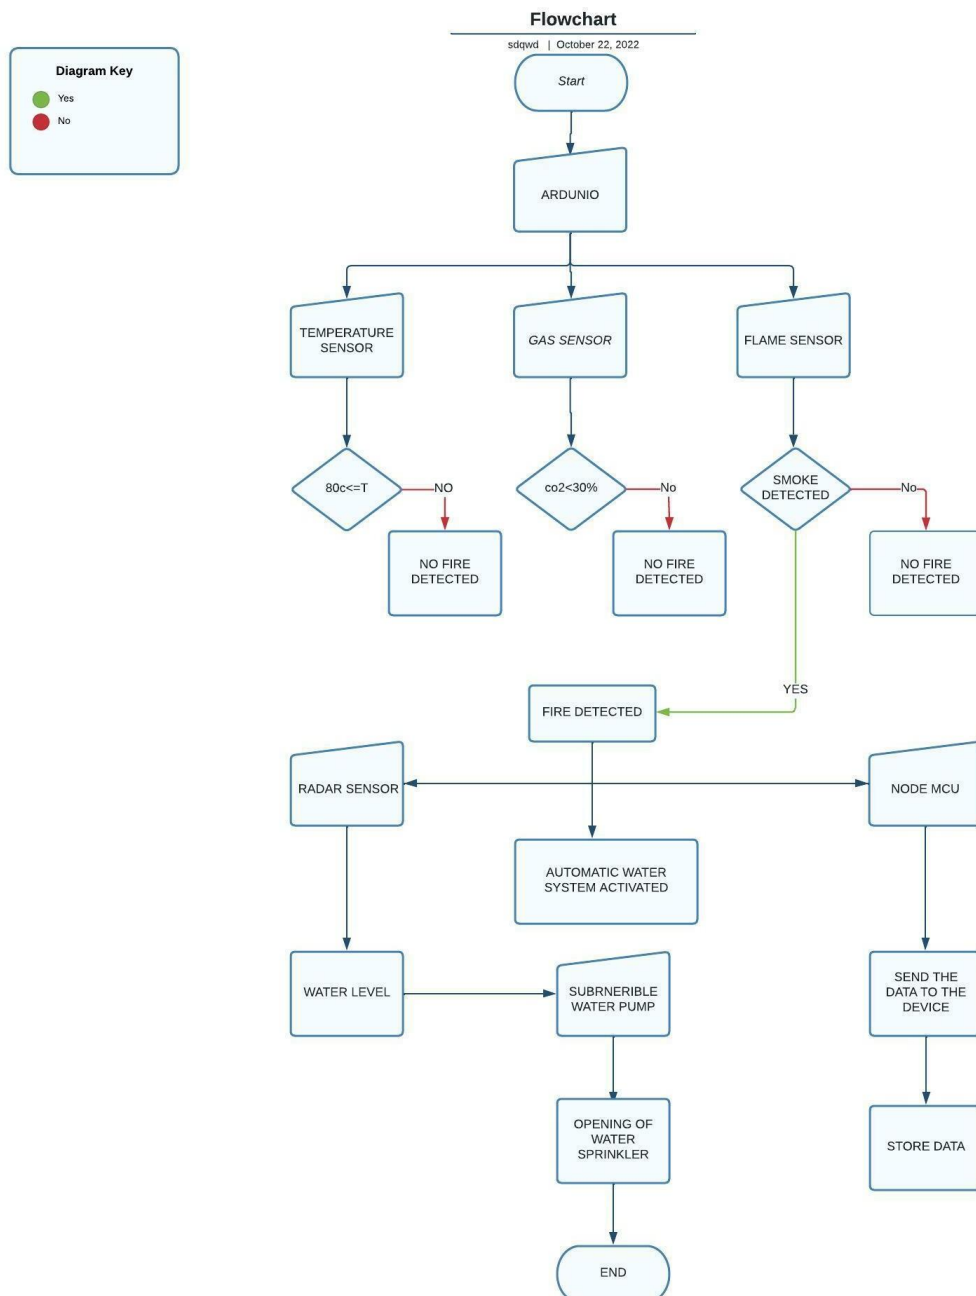 Flowchart
sdqwd | October 22, 2022
Diagram Key
Yes
No
Start
ARDUNIO
TEMPERATURE
SENSOR
GAS SENSOR
FLAME SENSOR
80c<=T
NO
co2<30%
No
SMOKE
DETECTED
No
NO FIRE
DETECTED
NO FIRE
DETECTED
NO FIRE
DETECTED
YES
FIRE DETECTED
RADAR SENSOR
NODE MCU
AUTOMATIC WATER
SYSTEM ACTIVATED
WATER LEVEL
SUBRNERIBLE
WATER PUMP
SEND THE
DATA TO THE
DEVICE
OPENING OF
WATER
SPRINKLER
STORE DATA
END